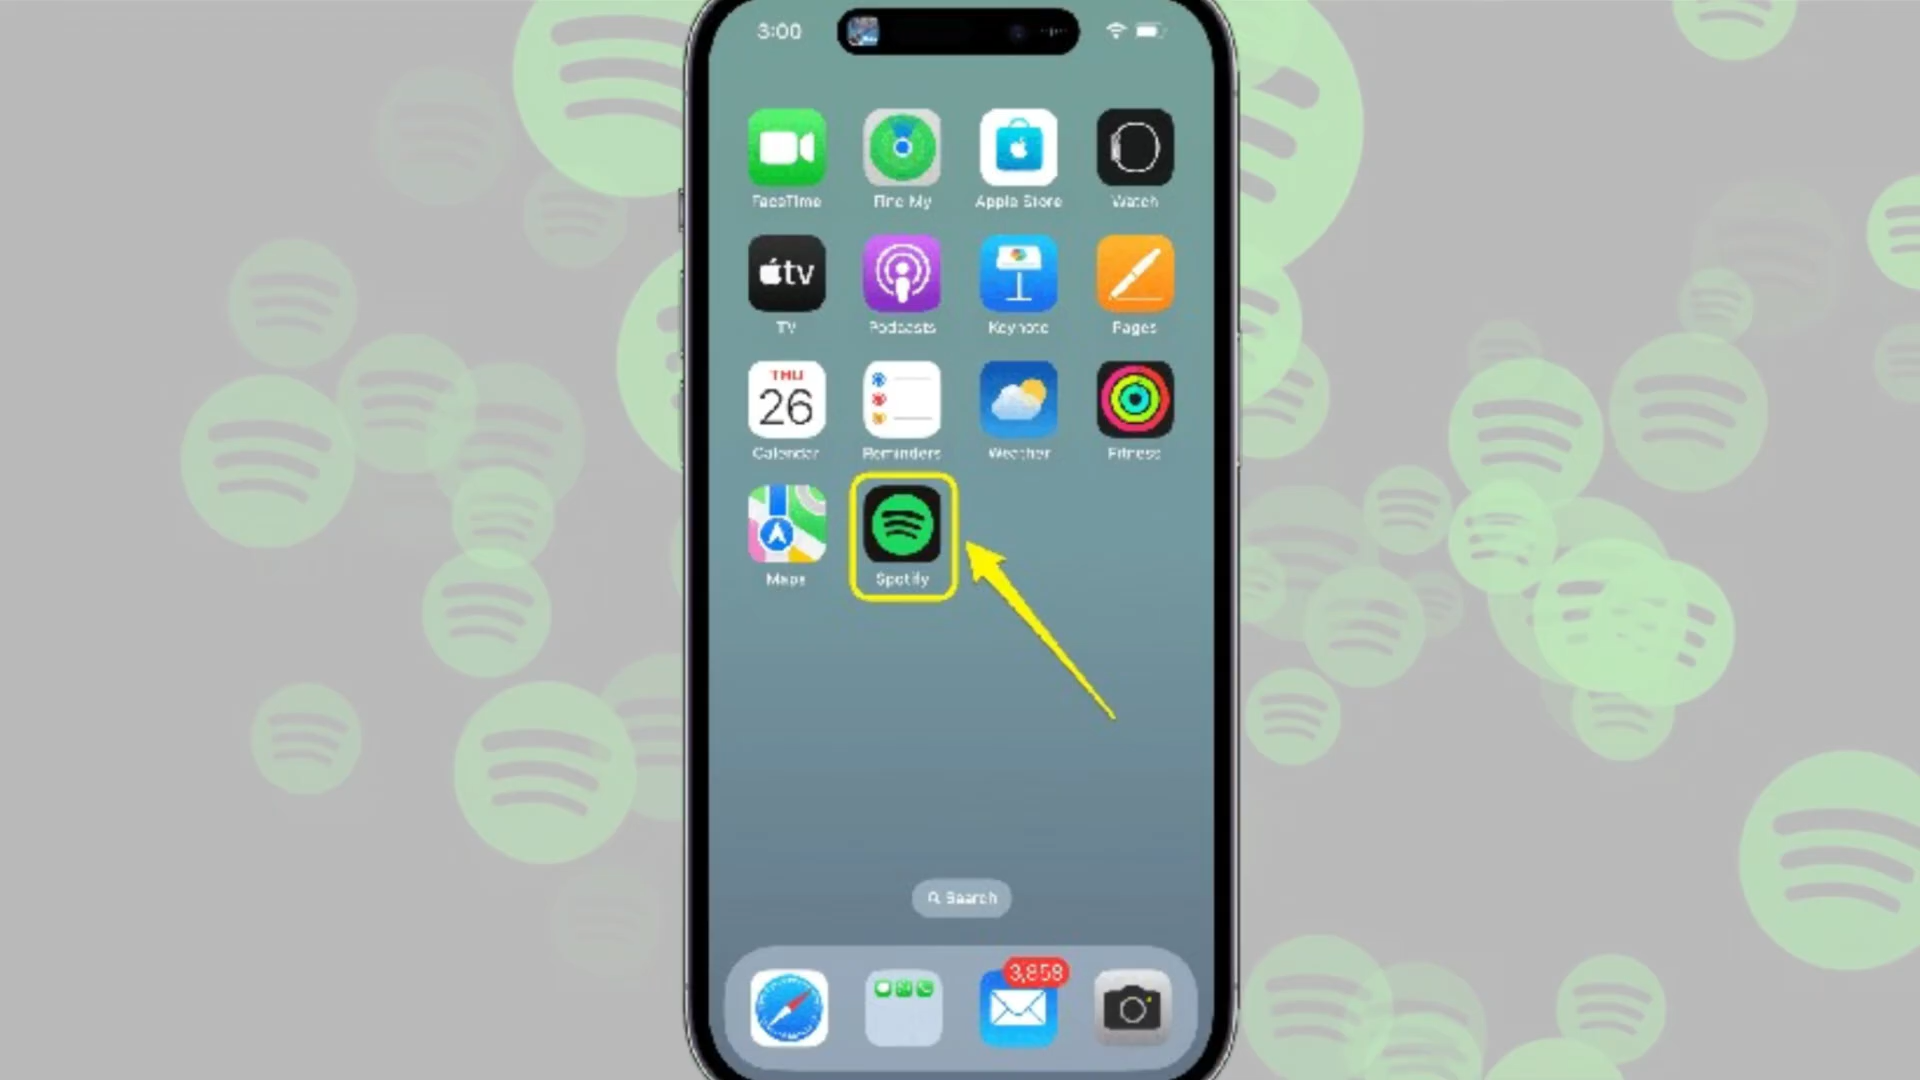 3:00
FaceTime Find My Apple Store Watch
tv
TV Podcasts Keynote Pages
THU
26
Calendar Reminders Weather Fitness
Maps Spotify
Search
3,858